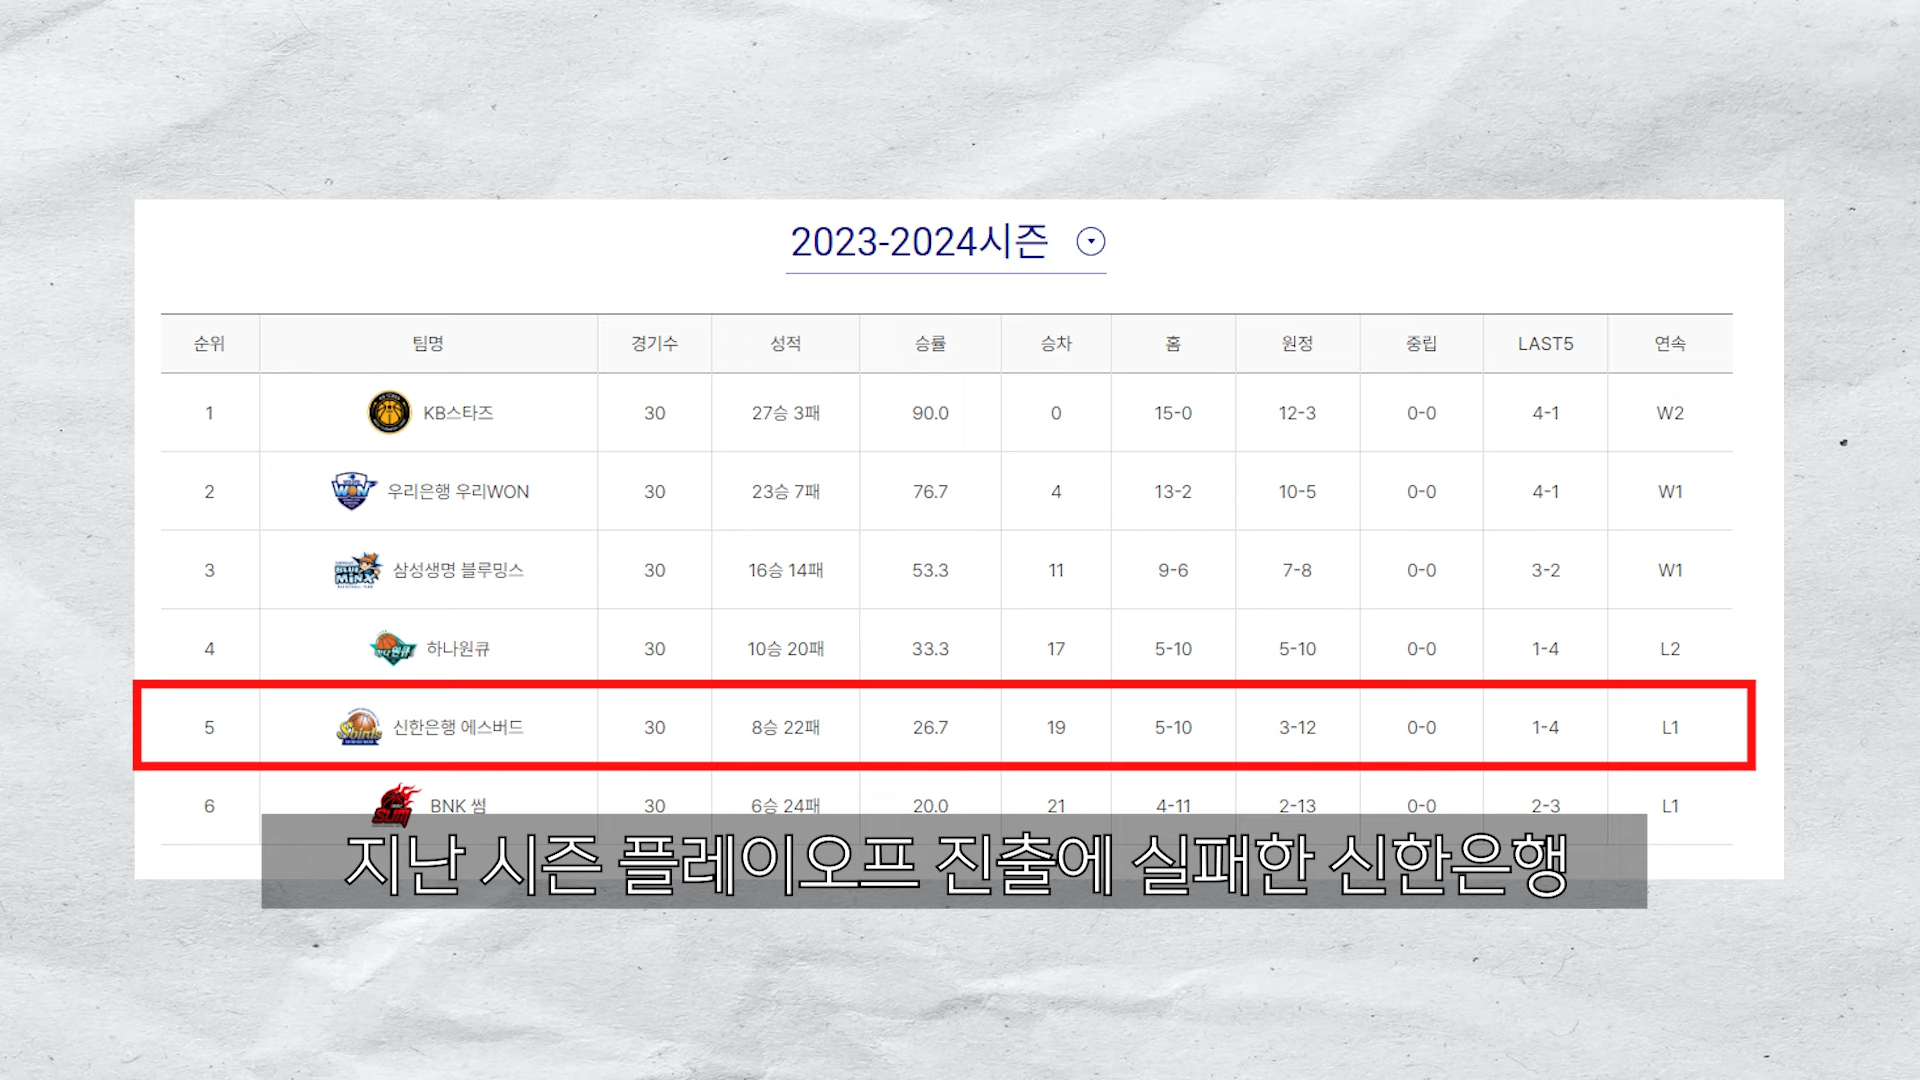 2023-2024시즌
순위 팀명 경기수 성적 승률 승차 홈 원정 중립 LAST5 연속
1 KB스타즈 30 27승 3패 90.0 0 15-0 12-3 0-0 4-1 W2
2 WON 우리은행 우리WON 30 23승 7패 76.7 4 13-2 10-5 0-0 4-1 W1
3 BLUE MINX 삼성생명 블루밍스 30 16승 14패 53.3 11 9-6 7-8 0-0 3-2 W1
4 하나원큐 30 10승 20패 33.3 17 5-10 5-10 0-0 1-4 L2
5 Sbirds 신한은행 에스버드 30 8승 22패 26.7 19 5-10 3-12 0-0 1-4 L1
6 SUM BNK 썸 30 6승 24패 20.0 21 4-11 2-13 0-0 2-3 L1
지난 시즌 플레이오프 진출에 실패한 신한은행